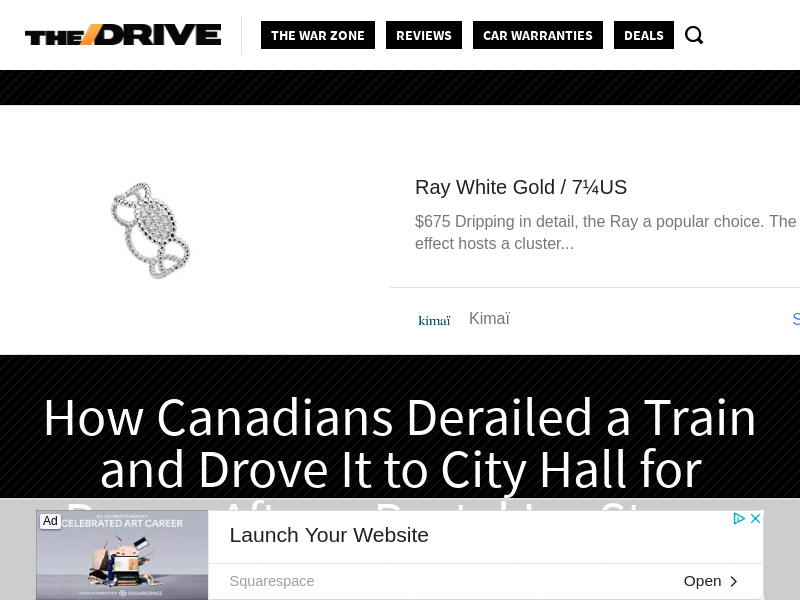 THE DRIVE
THE WAR ZONE
REVIEWS
CAR WARRANTIES
DEALS
Ray White Gold / 7¼US
$675 Dripping in detail, the Ray a popular choice. The
effect hosts a cluster...
kimaï
Kimaï
S
How Canadians Derailed a Train
and Drove It to City Hall for
Ad
CELEBRATED ART CAREER
SQUARESPACE
Launch Your Website
Squarespace
Open